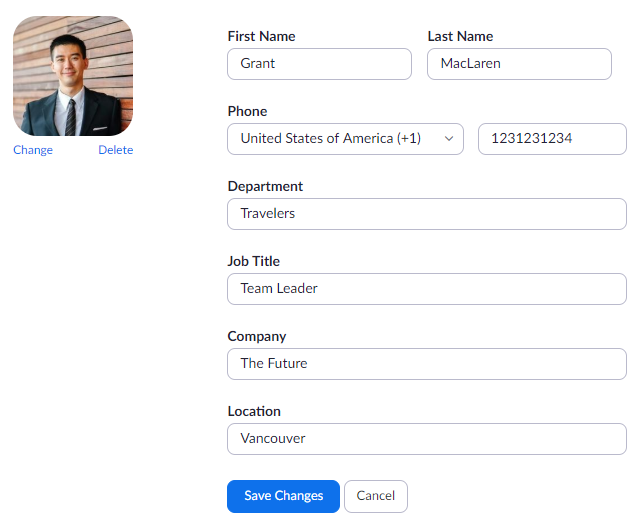 First Name Last Name
Grant MacLaren
Phone
United States of America (+1) 1231231234
Change Delete
Department
Travelers
Job Title
Team Leader
Company
The Future
Location
Vancouver
Save Changes Cancel